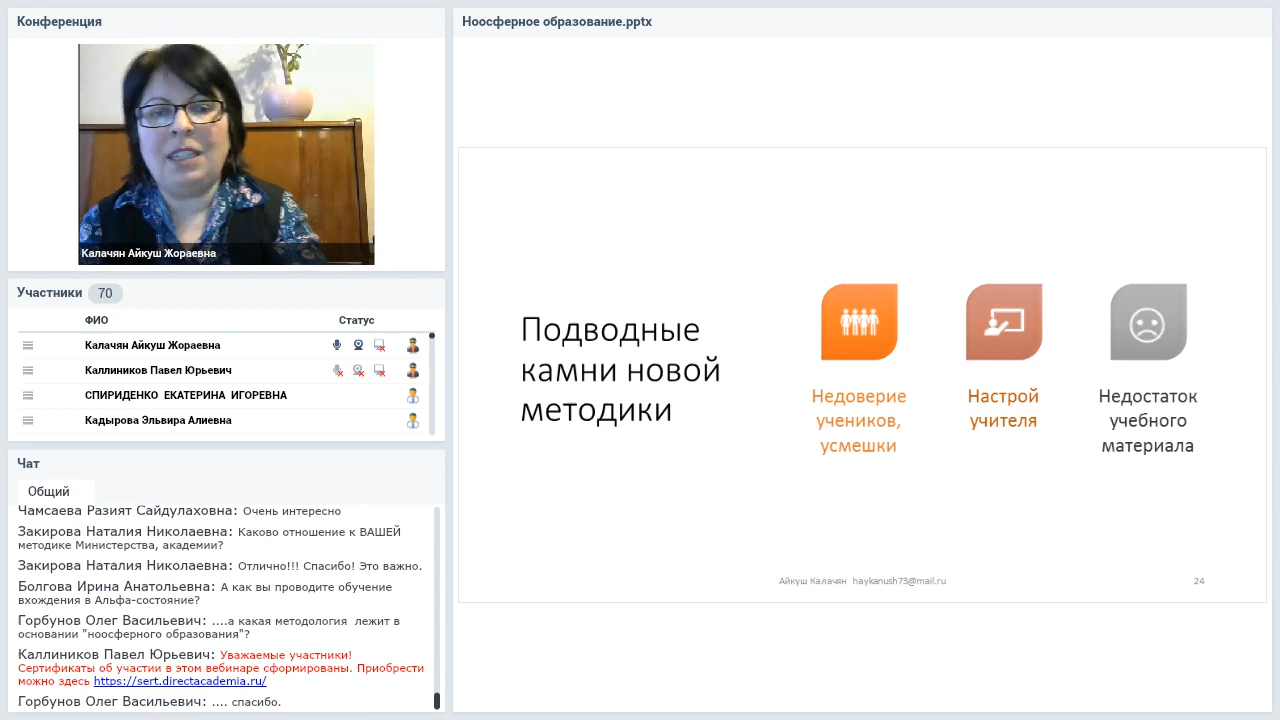 Конференция
Калачян Айкуш Жораевна
Участники 70
ФИО Статус
Калачян Айкуш Жораевна
Каллиников Павел Юрьевич
СПИРИДЕНКО ЕКАТЕРИНА ИГОРЕВНА
Кадырова Эльвира Алиевна
Чат
Общий
Чамсаева Разият Сайдулаховна: Очень интересно
Закирова Наталия Николаевна: Каково отношение к ВАШЕЙ
методике Министерства, академии?
Закирова Наталия Николаевна: Отлично!!! Спасибо! Это важно.
Болгова Ирина Анатольевна: А как вы проводите обучение
вхождения в Альфа-состояние?
Горбунов Олег Васильевич: ....а какая методология лежит в
основании "ноосферного образования"?
Каллиников Павел Юрьевич: Уважаемые участники!
Сертификаты об участии в этом вебинаре сформированы. Приобрести
можно здесь https://sert.directacademia.ru/
Горбунов Олег Васильевич: .... спасибо.
Ноосферное образование.pptx
Подводные
камни новой
методики
Недоверие
учеников,
усмешки
Настрой
учителя
Недостаток
учебного
материала
Айкуш Калачян haykanush73@mail.ru
24